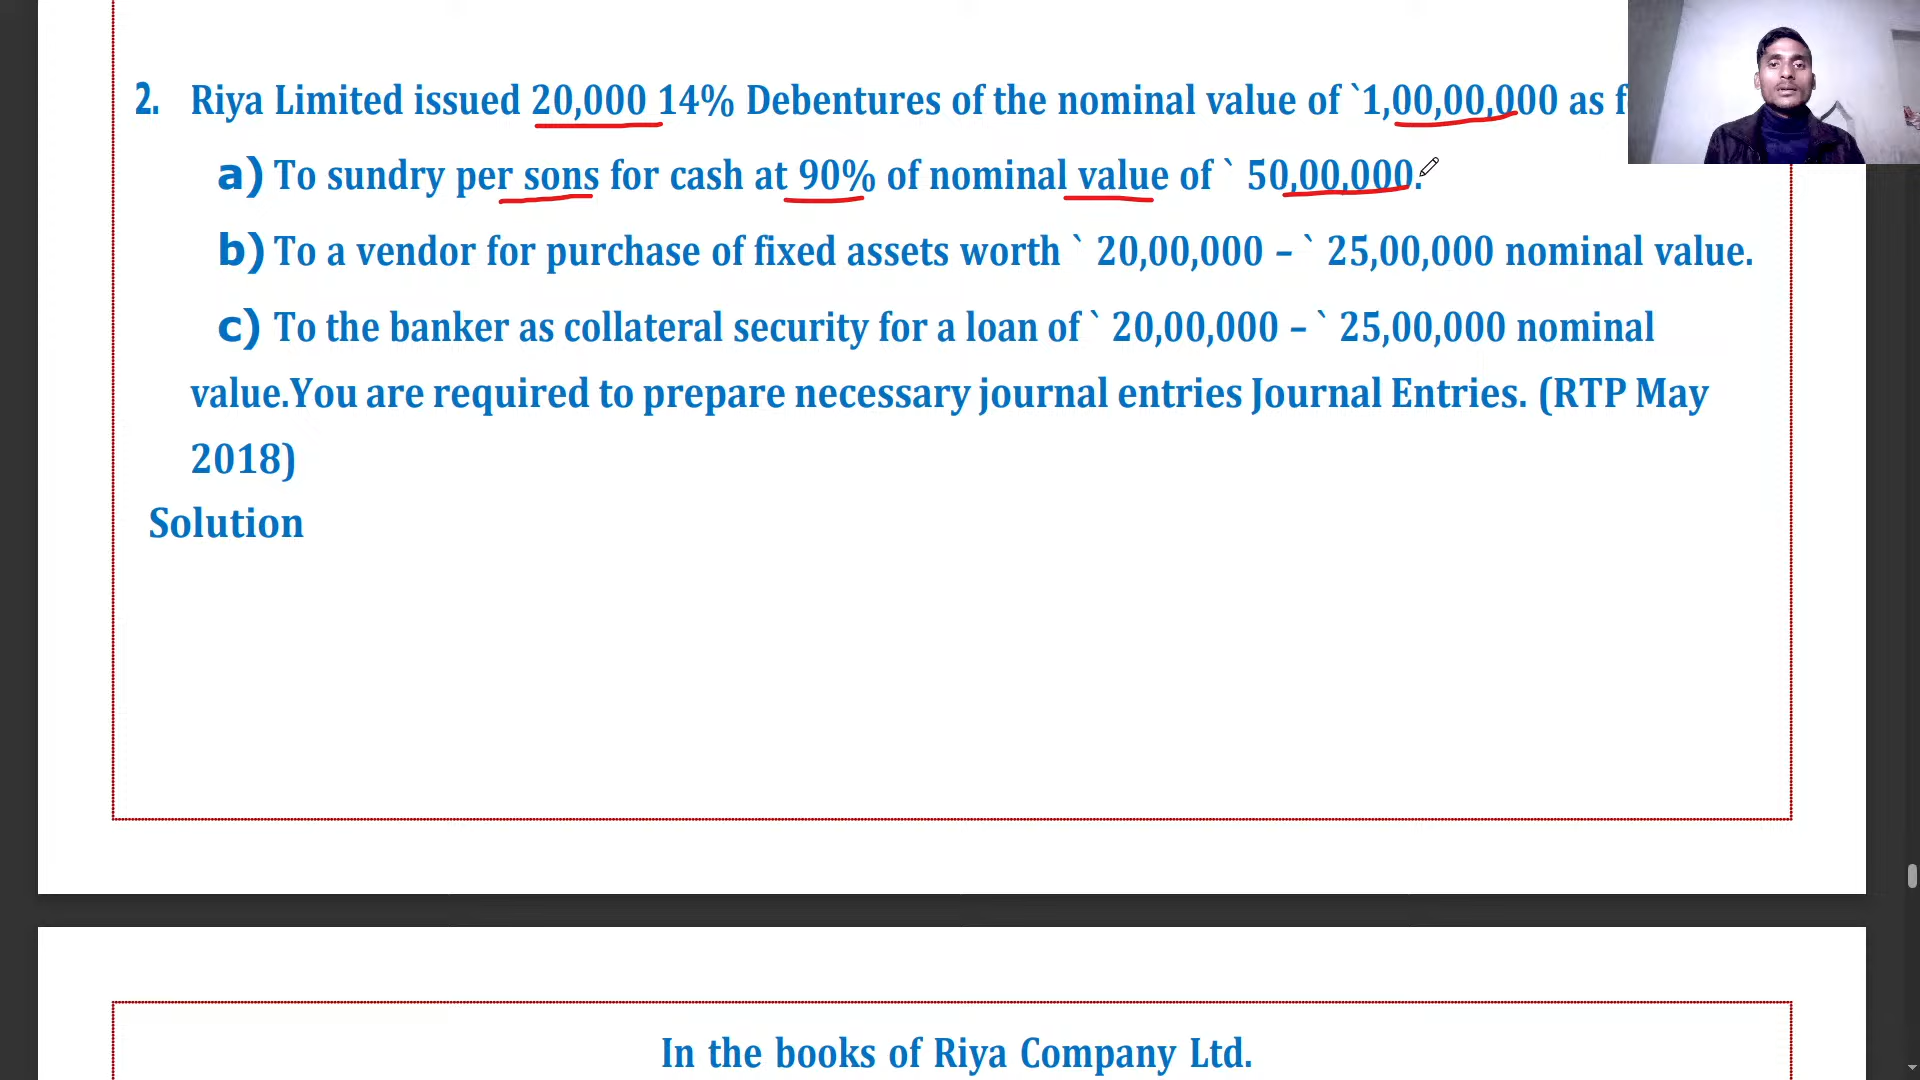 2. Riya Limited issued 20,000 14% Debentures of the nominal value of `1,00,00,000 as
a) To sundry per sons for cash at 90% of nominal value of ` 50,00,000.
b) To a vendor for purchase of fixed assets worth ` 20,00,000 – ` 25,00,000 nominal value.
c) To the banker as collateral security for a loan of ` 20,00,000 – ` 25,00,000 nominal
value.You are required to prepare necessary journal entries Journal Entries. (RTP May
2018)
Solution
In the books of Riya Company Ltd.